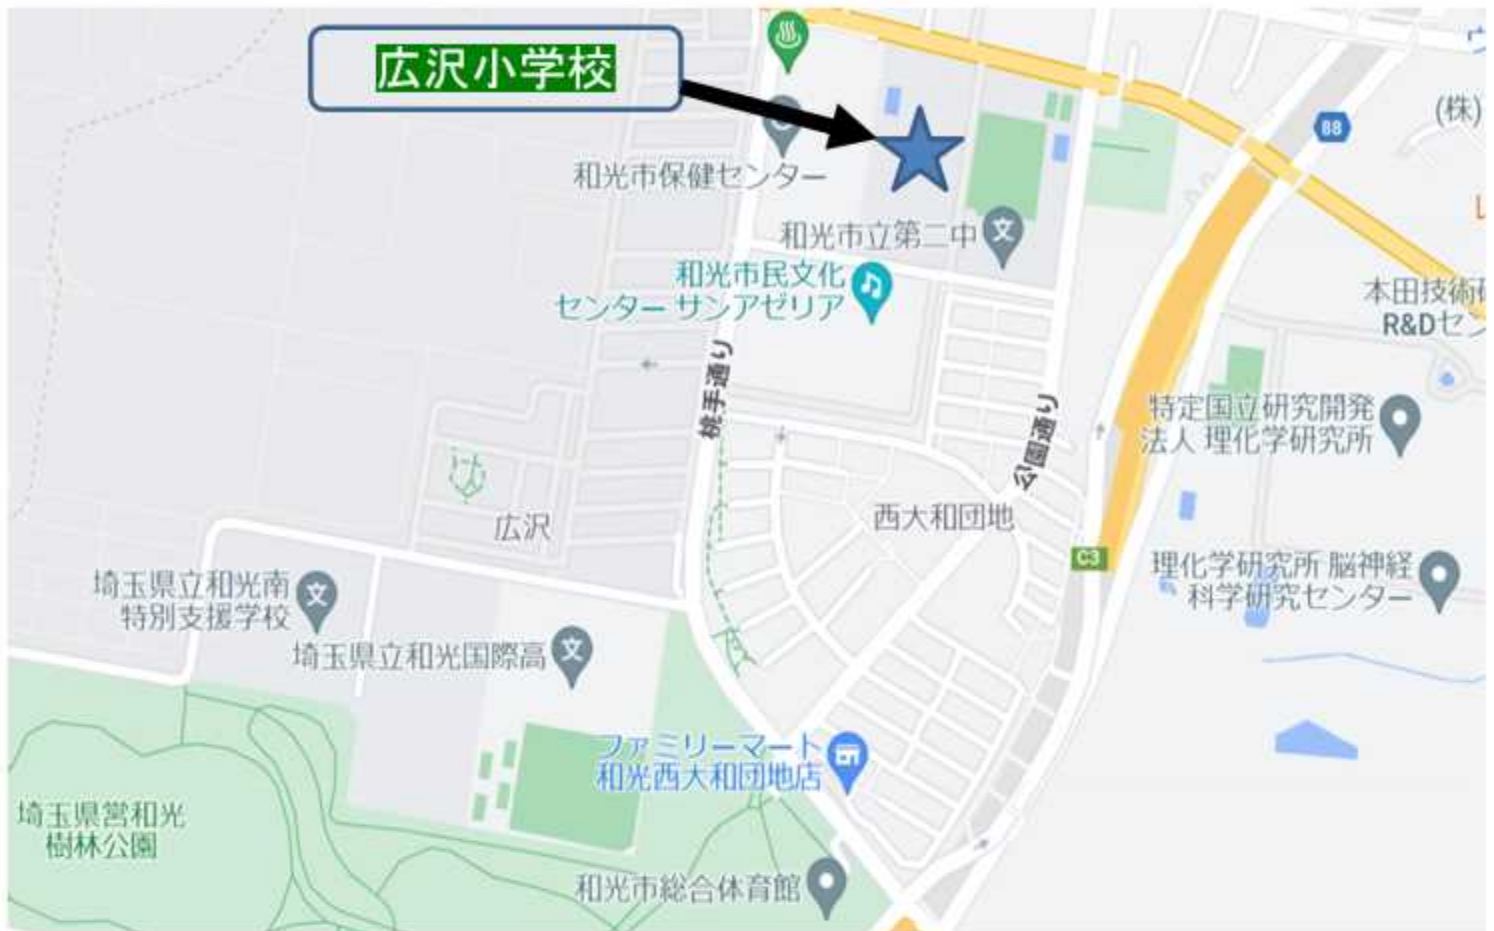 広沢小学校
88
(株)
和光市保健センター
和光市立第二中
文
和光市民文化
センター サンアゼリア
本田技術研
R&Dセン
桃手通り
公園通り
特定国立研究開発
法人 理化学研究所
広沢
西大和団地
C3
理化学研究所 脳神経
科学研究センター
埼玉県立和光南
特別支援学校
文
埼玉県立和光国際高
文
ファミリーマート
和光西大和団地店
埼玉県営和光
樹林公園
和光市総合体育館